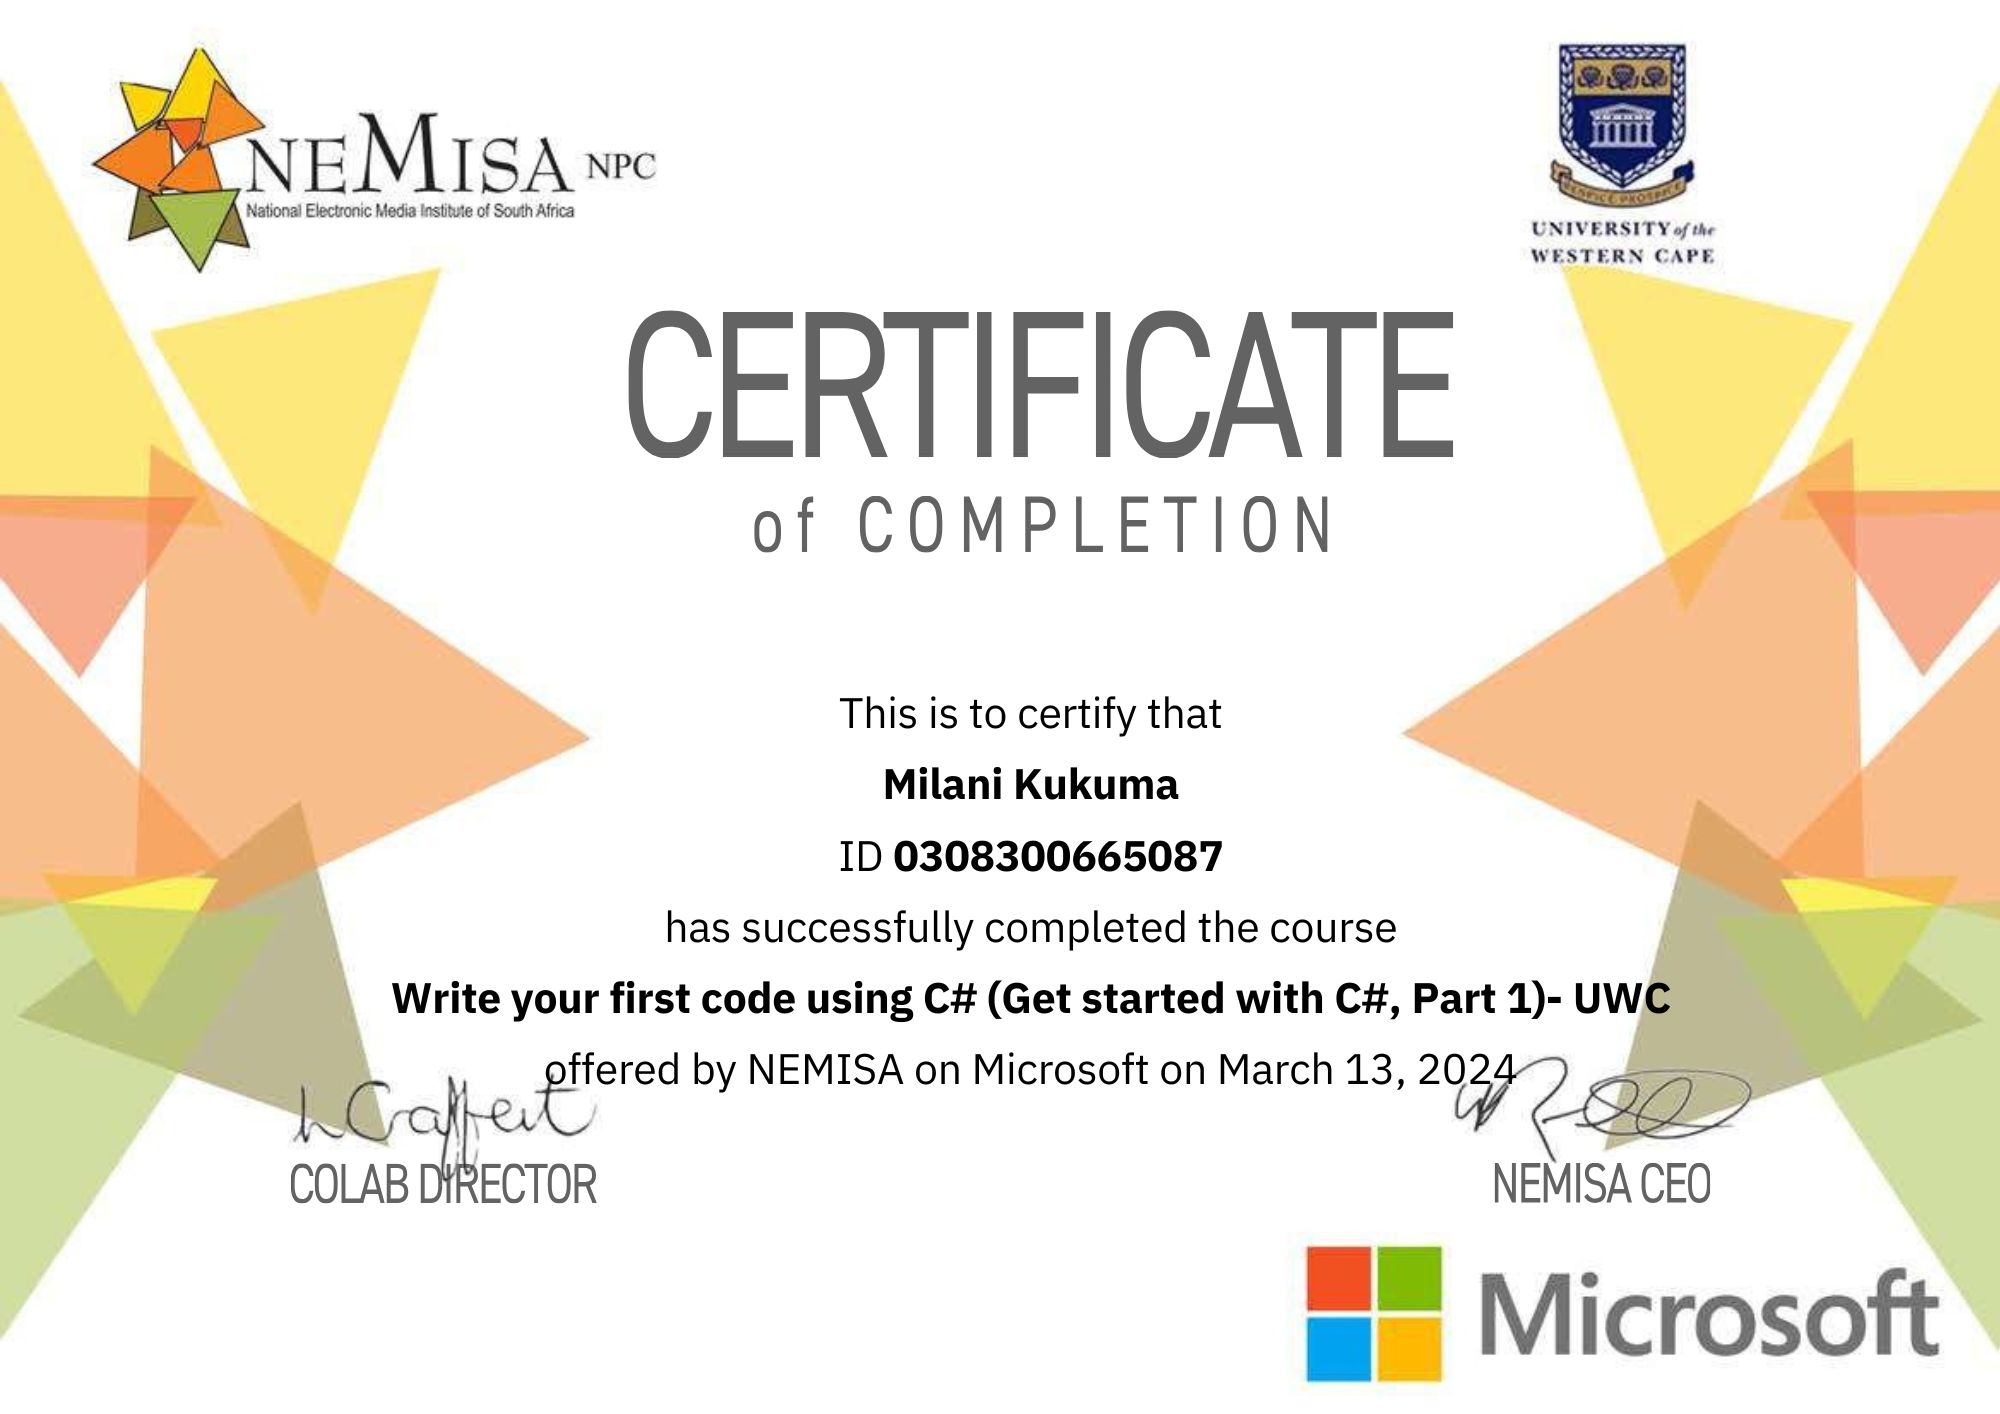 NEMISA NPC
National Electronic Media Institute of South Africa
RESPICE PROSPICE
UNIVERSITY of the
WESTERN CAPE
CERTIFICATE
of COMPLETION
This is to certify that
Milani Kukuma
ID 0308300665087
has successfully completed the course
Write your first code using C# (Get started with C#, Part 1)- UWC
offered by NEMISA on Microsoft on March 13, 2024
COLAB DIRECTOR
NEMISA CEO
Microsoft